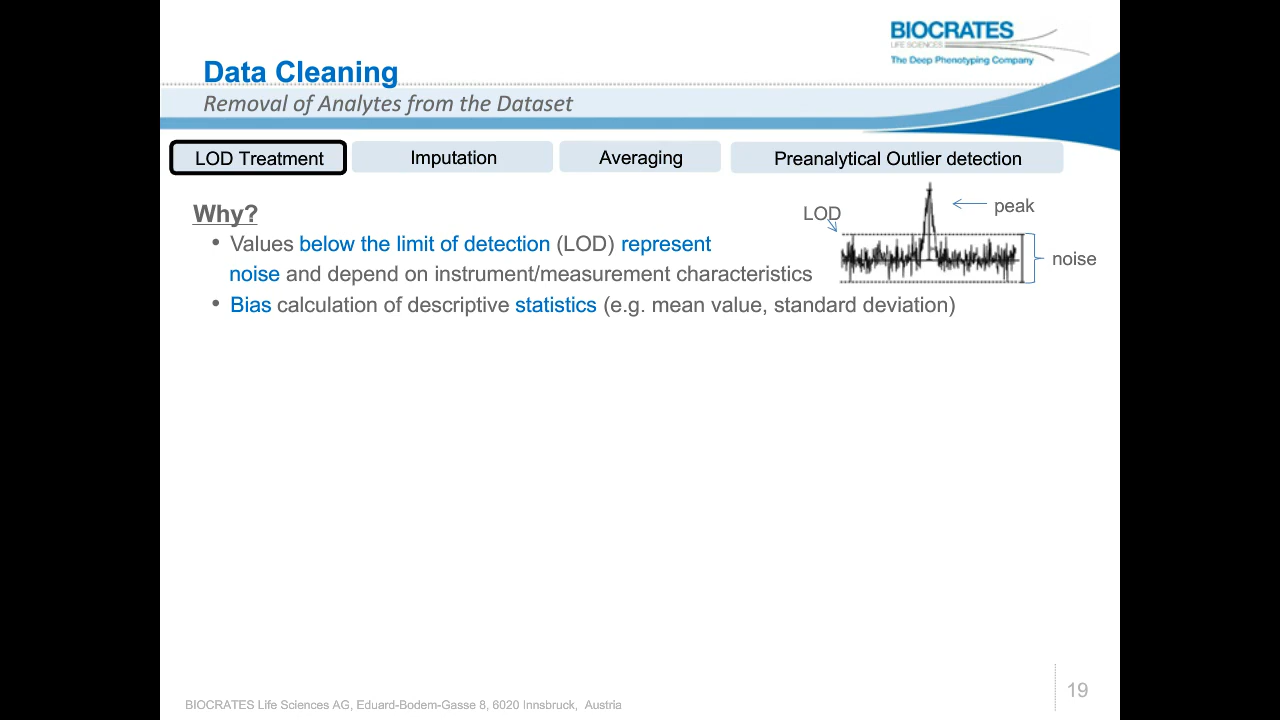 BIOCRATES
LIFE SCIENCES
The Deep Phenotyping Company
Data Cleaning
Removal of Analytes from the Dataset
LOD Treatment
Imputation
Averaging
Preanalytical Outlier detection
Why?
LOD
peak
noise
• Values below the limit of detection (LOD) represent
noise and depend on instrument/measurement characteristics
• Bias calculation of descriptive statistics (e.g. mean value, standard deviation)
BIOCRATES Life Sciences AG, Eduard-Bodem-Gasse 8, 6020 Innsbruck, Austria
19